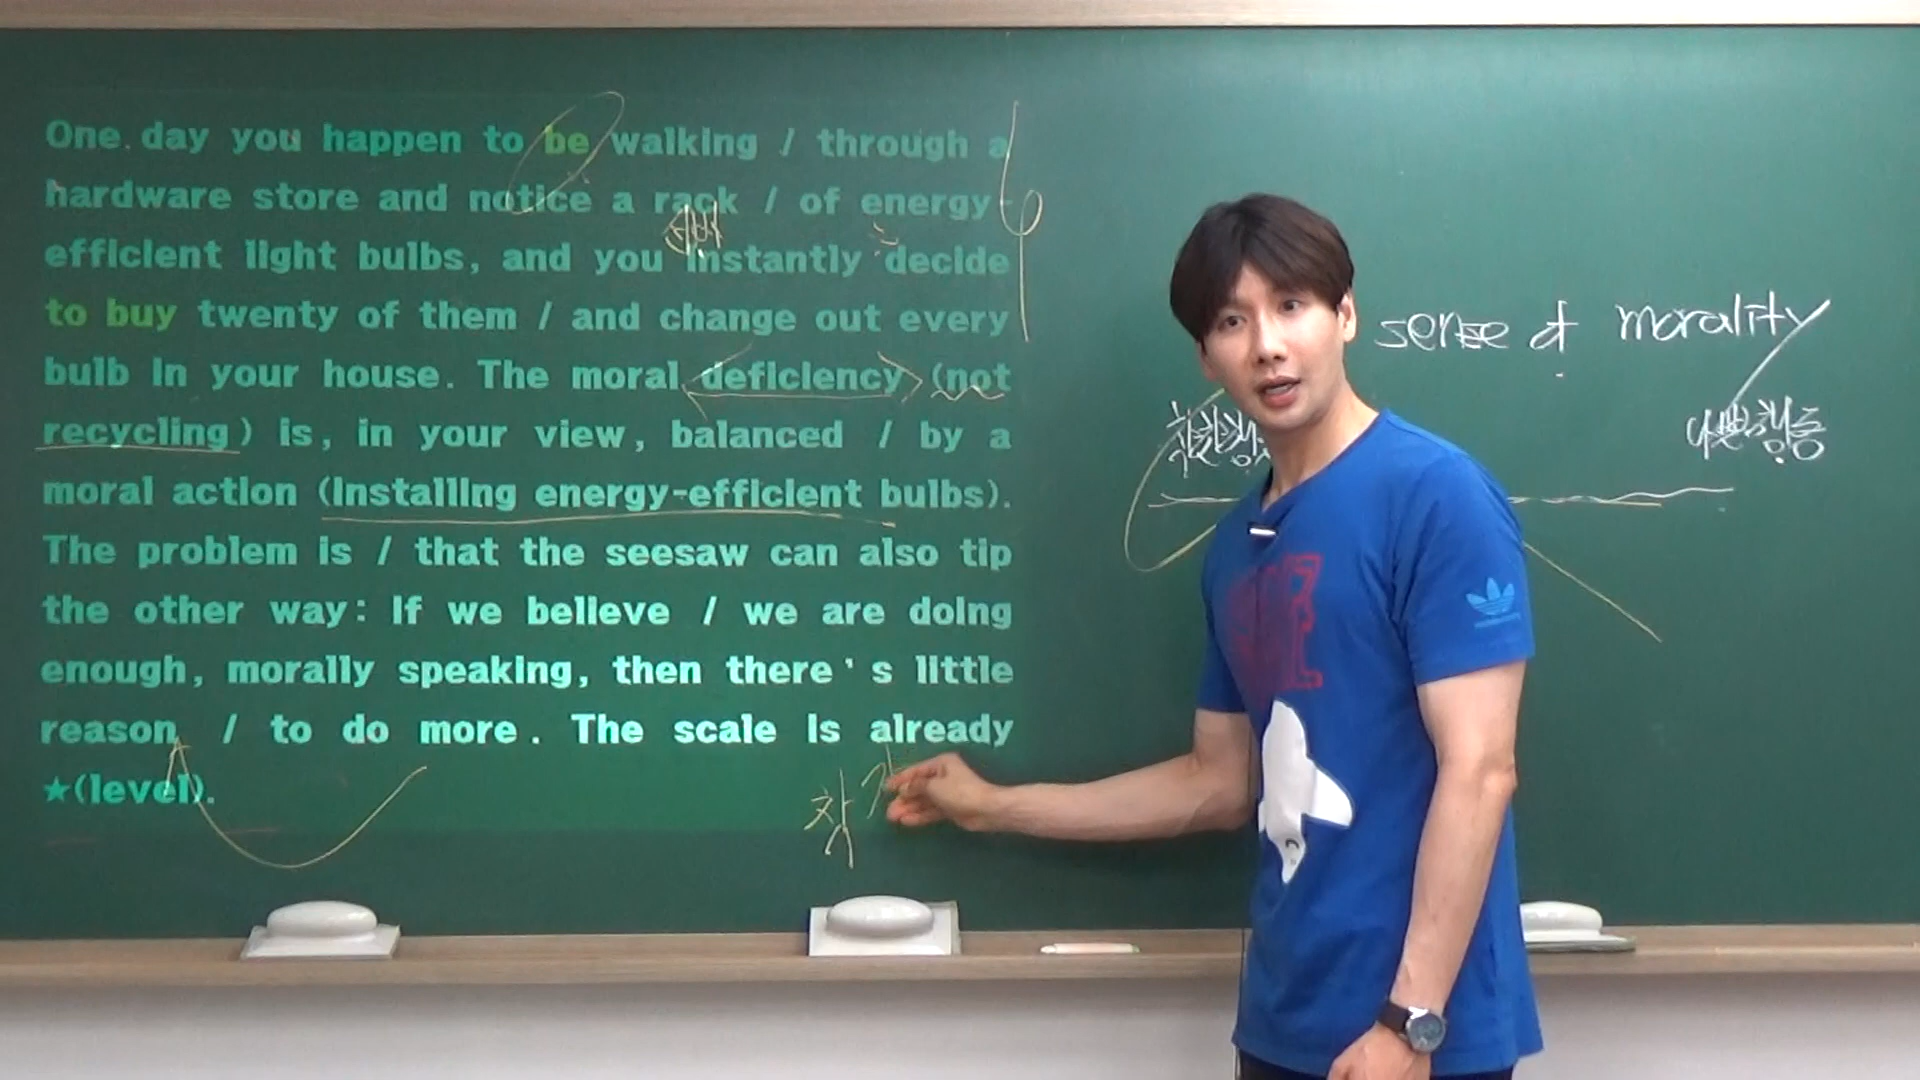 One day you happen to be walking / through a
hardware store and notice a rack / of energy-
efficient light bulbs, and you instantly decide
to buy twenty of them / and change out every
bulb in your house. The moral deficiency (not
recycling) is, in your view, balanced / by a
moral action (installing energy-efficient bulbs).
The problem is / that the seesaw can also tip
the other way: If we believe / we are doing
enough, morally speaking, then there's little
reason / to do more. The scale is already
★(level).
sense of morality